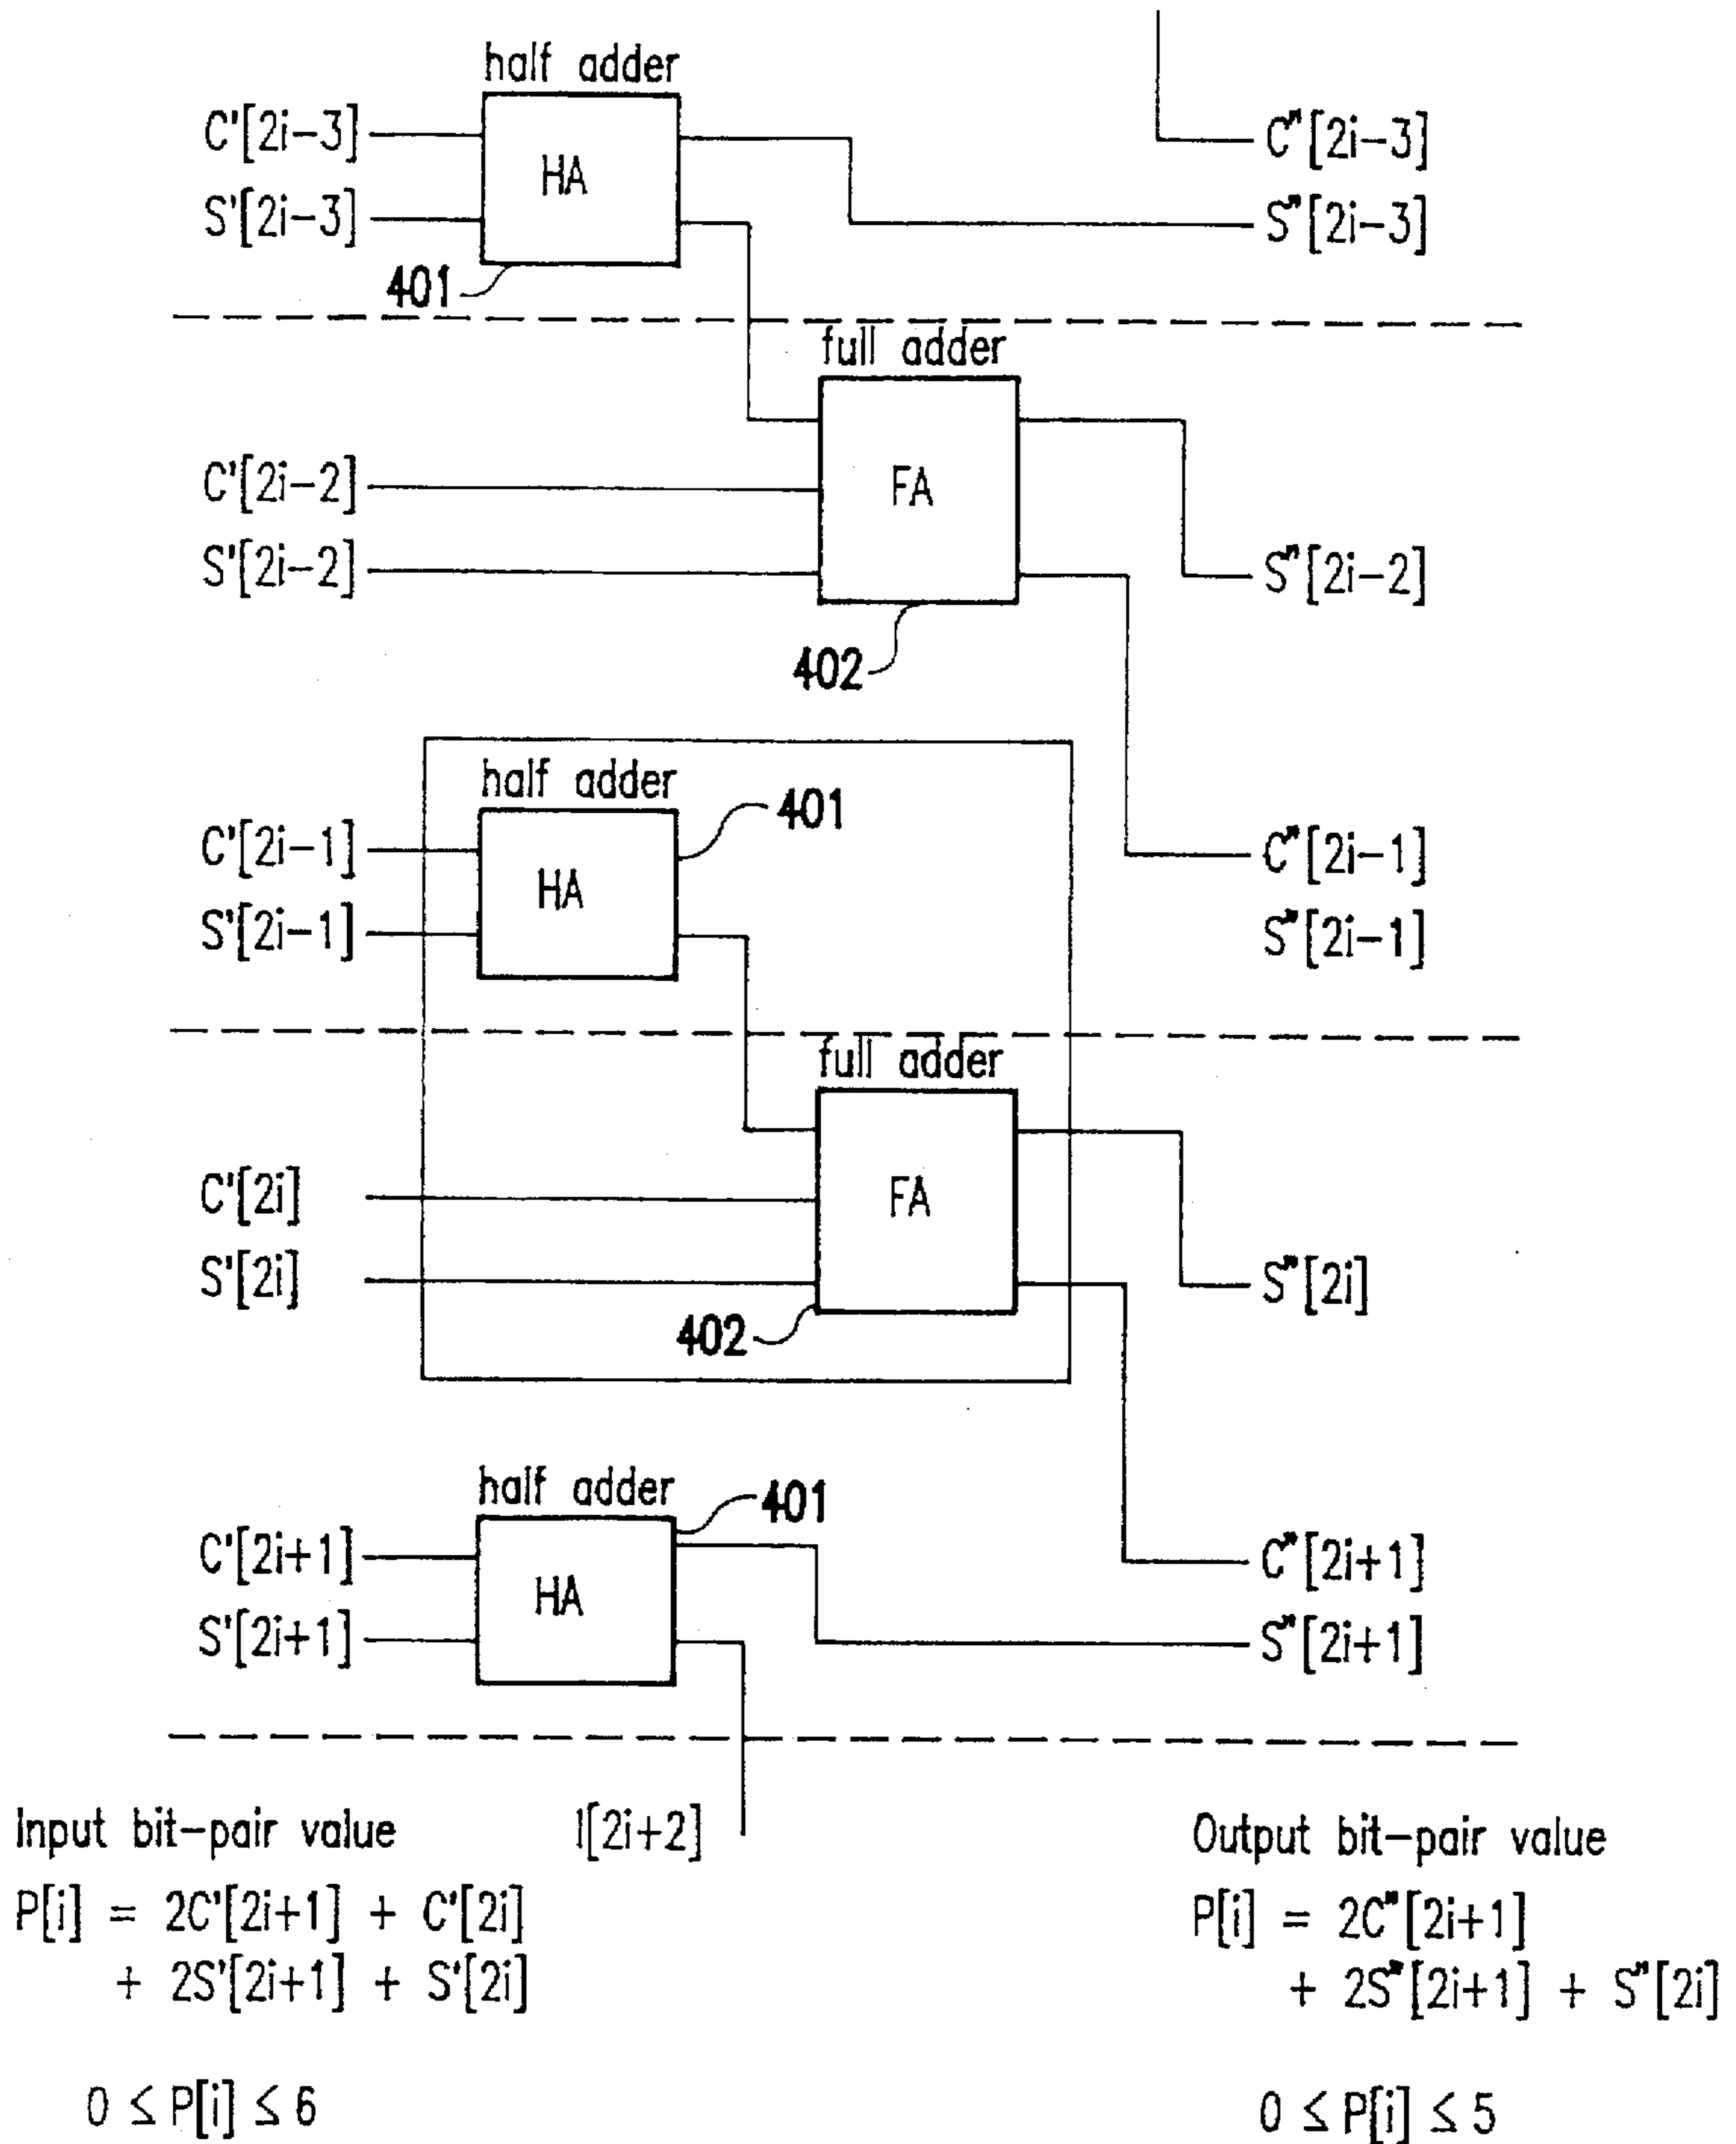 half adder
C'[2i-3]
HA
C"[2i-3]
S'[2i-3]
S"[2i-3]
401
full adder
C'[2i-2]
FA
S'[2i-2]
S"[2i-2]
402
half adder
401
C'[2i-1]
HA
C"[2i-1]
S'[2i-1]
S"[2i-1]
full adder
C'[2i]
FA
S'[2i]
S"[2i]
402
half adder
401
C'[2i+1]
HA
C"[2i+1]
S'[2i+1]
S"[2i+1]
Input bit-pair value
I[2i+2]
Output bit-pair value
P[i] = 2C'[2i+1] + C'[2i]
+ 2S'[2i+1] + S'[2i]
0 ≤ P[i] ≤ 6
P[i] = 2C"[2i+1]
+ 2S"[2i+1] + S"[2i]
0 ≤ P[i] ≤ 5